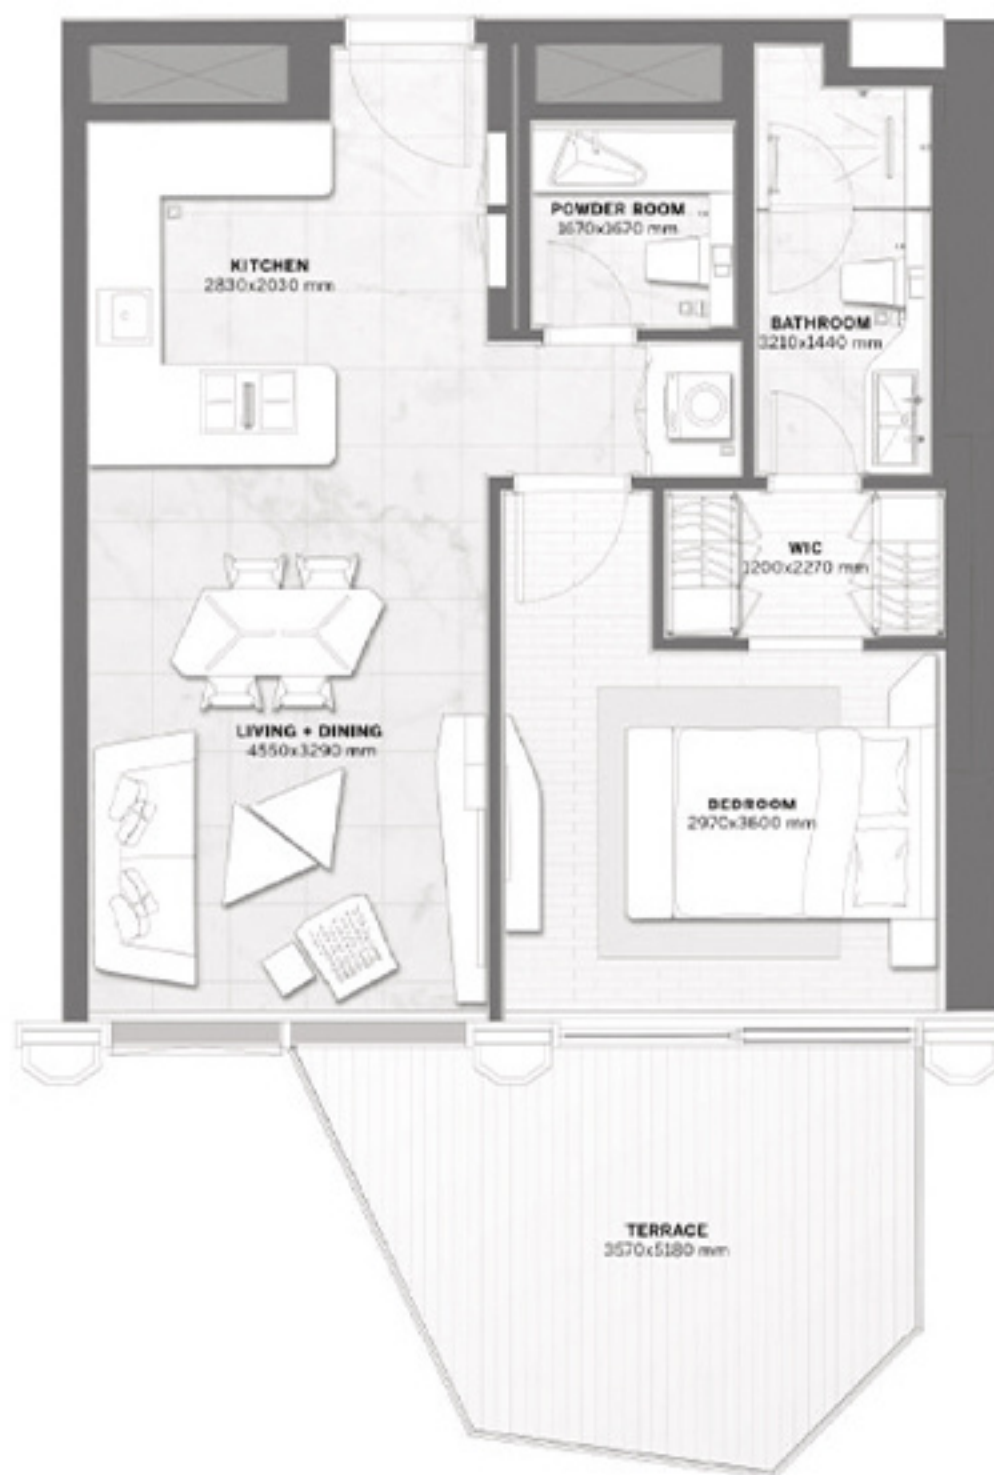 POWDER ROOM
1670x1670 mm
KITCHEN
2830x2030 mm
BATHROOM
3210x1440 mm
WIC
1200x2270 mm
LIVING + DINING
4550x3290 mm
BEDROOM
2970x3600 mm
TERRACE
3570x5180 mm